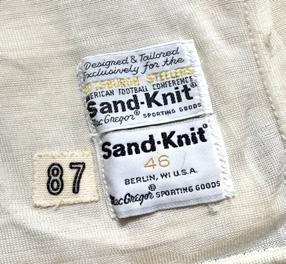 Designed & Tailored
Exclusively for the
PITTSBURGH STEELERS
AMERICAN FOOTBALL CONFERENCE
Sand-Knit®
MacGregor® SPORTING GOODS
Sand-Knit®
46
BERLIN, WI U.S.A.
MacGregor® SPORTING GOODS
87